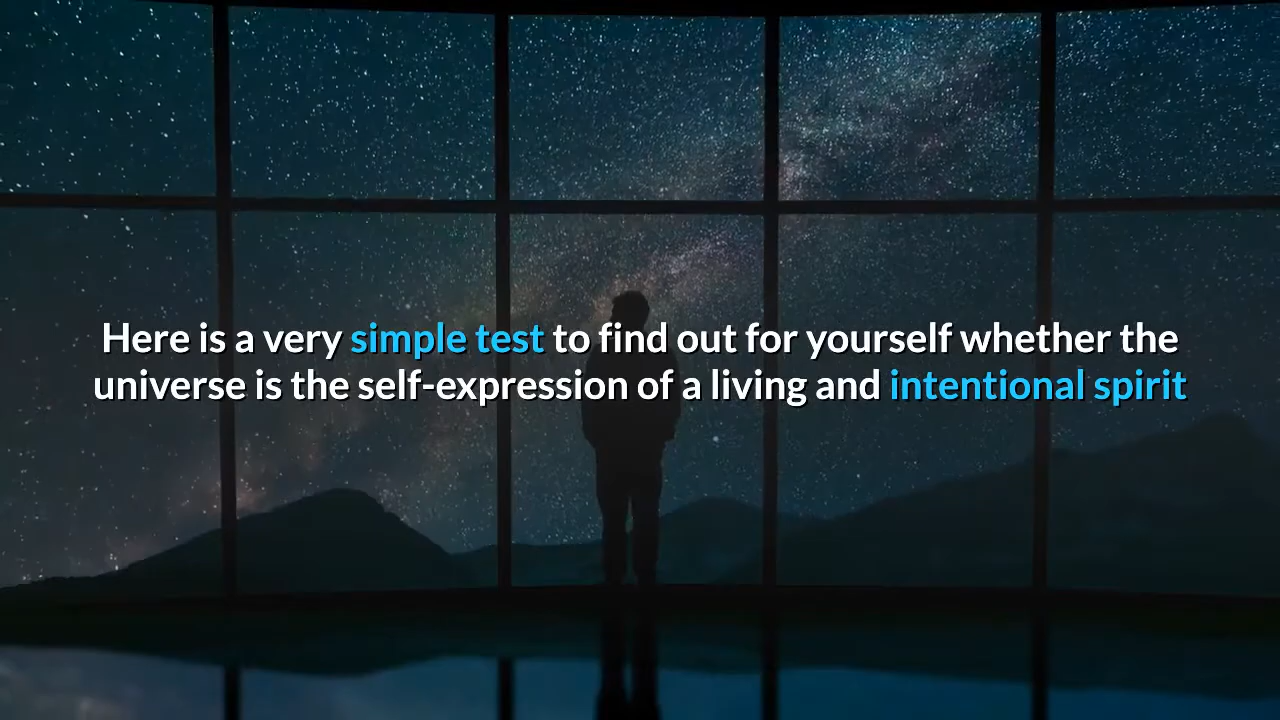 Here is a very simple test to find out for yourself whether the
universe is the self-expression of a living and intentional spirit